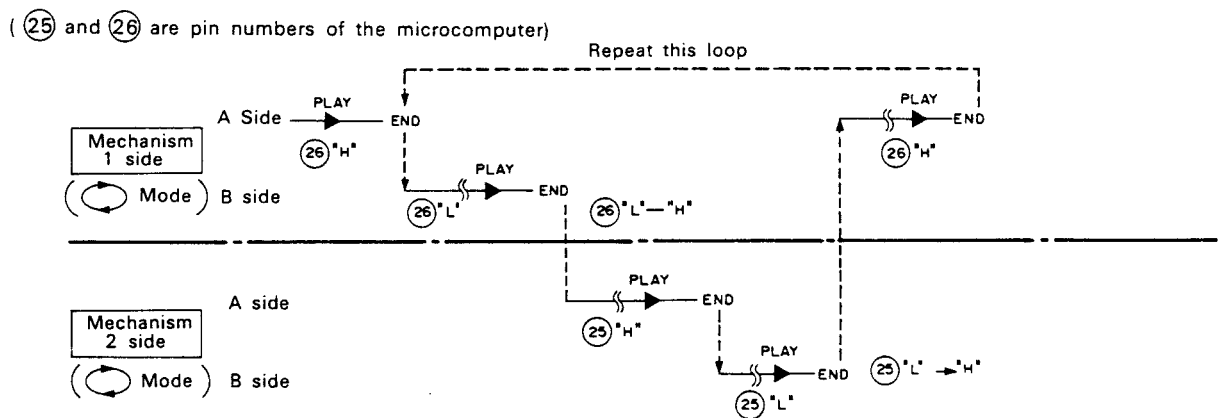 ( 25 and 26 are pin numbers of the microcomputer)
Repeat this loop
A Side PLAY END
26 "H"
PLAY END
26 "H"
Mechanism
1 side
( Mode ) B side
PLAY END
26 "L"
26 "L" — "H"
A side
PLAY END
25 "H"
Mechanism
2 side
( Mode ) B side
PLAY END
25 "L"
25 "L" → "H"